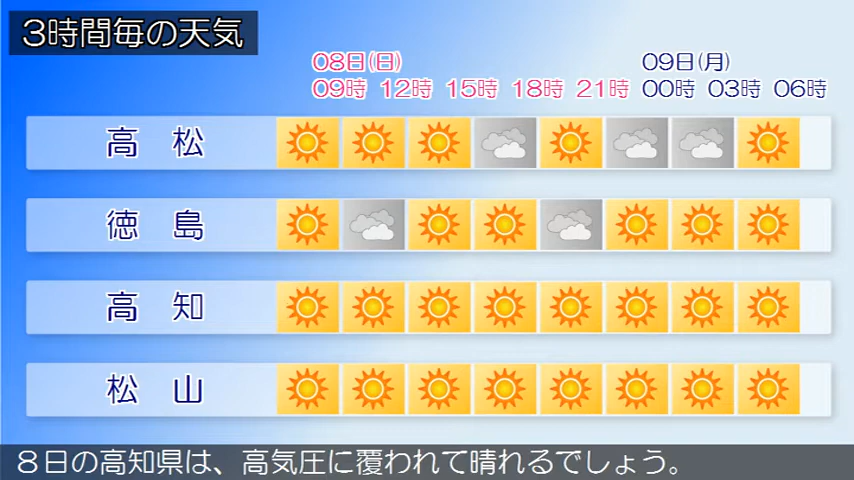 3時間毎の天気
08日(日) 09日(月)
09時 12時 15時 18時 21時 00時 03時 06時
高 松
徳 島
高 知
松 山
８日の高知県は、高気圧に覆われて晴れるでしょう。